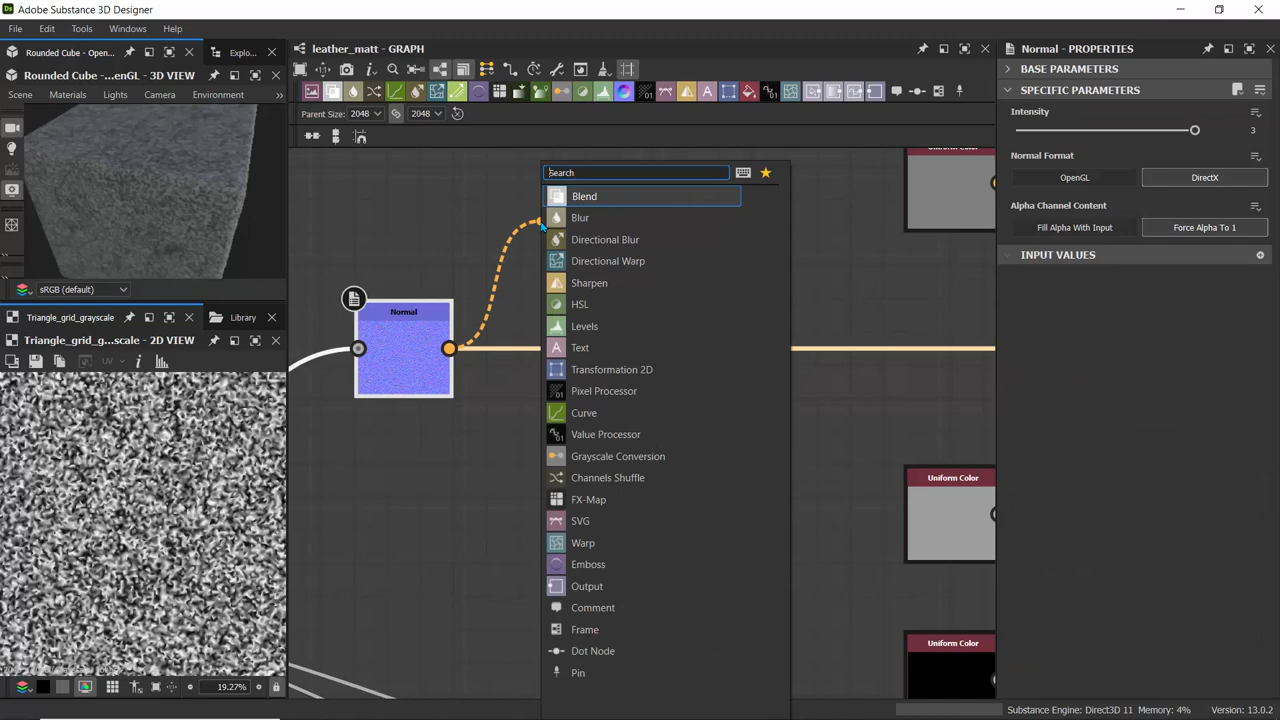 Adobe Substance 3D Designer
File Edit Tools Windows Help
Rounded Cube - Open... Explo...
Rounded Cube -...enGL - 3D VIEW
Scene Materials Lights Camera Environment »
sRGB (default)
Triangle_grid_grayscale Library
Triangle_grid_g...scale - 2D VIEW
UV
19.27%
leather_matt - GRAPH
Parent Size: 2048 2048
Normal
Search
Blend
Blur
Directional Blur
Directional Warp
Sharpen
HSL
Levels
Text
Transformation 2D
Pixel Processor
Curve
Value Processor
Grayscale Conversion
Channels Shuffle
FX-Map
SVG
Warp
Emboss
Output
Comment
Frame
Dot Node
Pin
Uniform Color
Uniform Color
Uniform Color
Normal - PROPERTIES
BASE PARAMETERS
SPECIFIC PARAMETERS
Intensity
3
Normal Format
OpenGL DirectX
Alpha Channel Content
Fill Alpha With Input Force Alpha To 1
INPUT VALUES
Substance Engine: Direct3D 11 Memory: 4% Version: 13.0.2